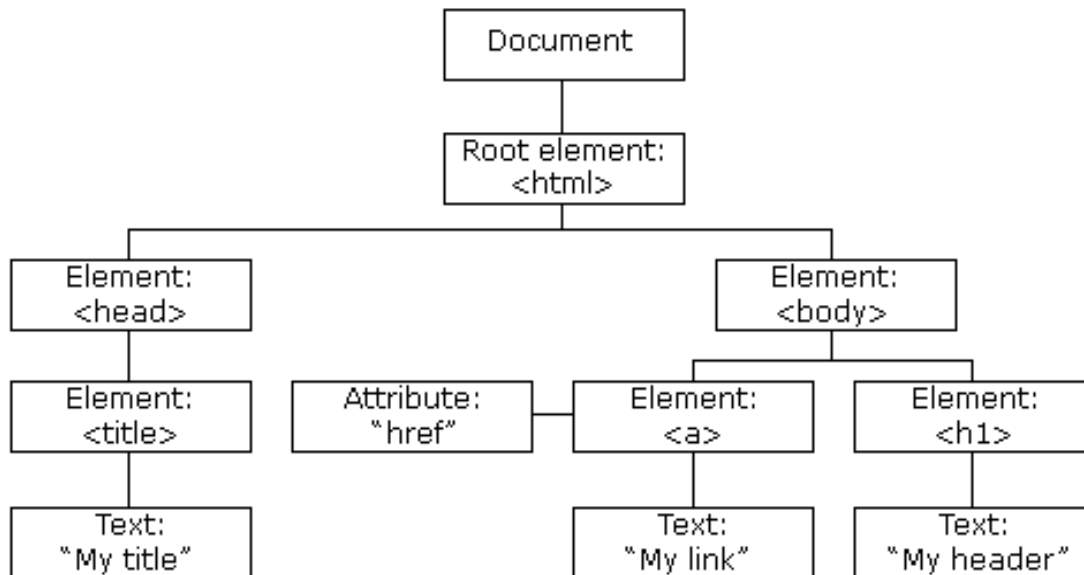 Document
Root element:
<html>
Element:
<head>
Element:
<body>
Element:
<title>
Attribute:
“href”
Element:
<a>
Element:
<h1>
Text:
“My title”
Text:
“My link”
Text:
“My header”